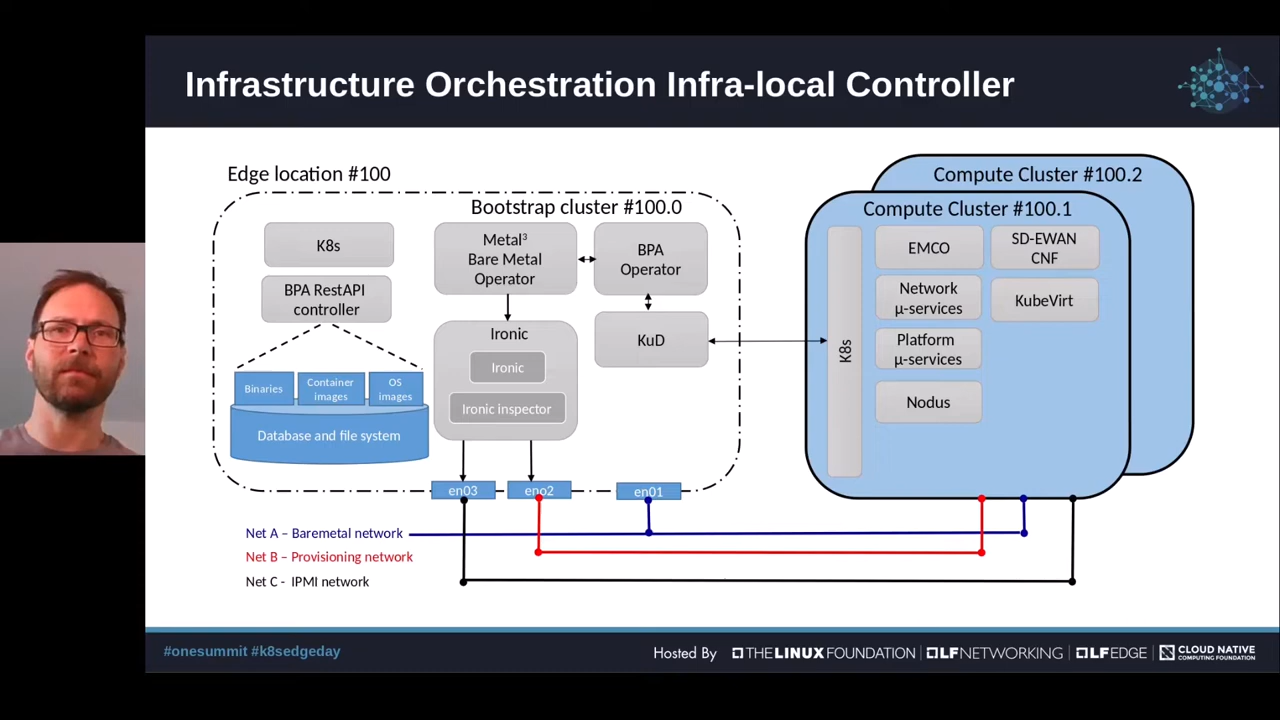 Infrastructure Orchestration Infra-local Controller
Edge location #100
Bootstrap cluster #100.0
K8s
BPA RestAPI
controller
Binaries
Container
images
OS
images
Database and file system
Metal³
Bare Metal
Operator
BPA
Operator
Ironic
Ironic
Ironic inspector
KuD
en03
eno2
en01
Compute Cluster #100.2
Compute Cluster #100.1
K8s
EMCO
SD-EWAN
CNF
Network
µ-services
KubeVirt
Platform
µ-services
Nodus
Net A – Baremetal network
Net B – Provisioning network
Net C - IPMI network
#onesummit #k8sedgeday
Hosted By
THE LINUX FOUNDATION
LFNETWORKING
LFEDGE
CLOUD NATIVE
COMPUTING FOUNDATION